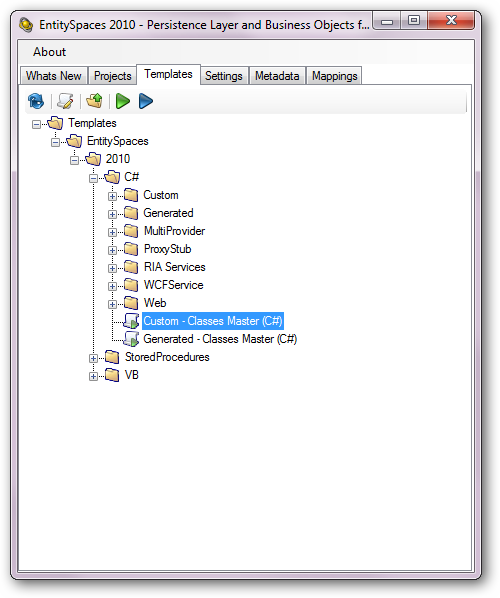 EntitySpaces 2010 - Persistence Layer and Business Objects f...
About
Whats New Projects Templates Settings Metadata Mappings
Templates
EntitySpaces
2010
C#
Custom
Generated
MultiProvider
ProxyStub
RIA Services
WCFService
Web
Custom - Classes Master (C#)
Generated - Classes Master (C#)
StoredProcedures
VB